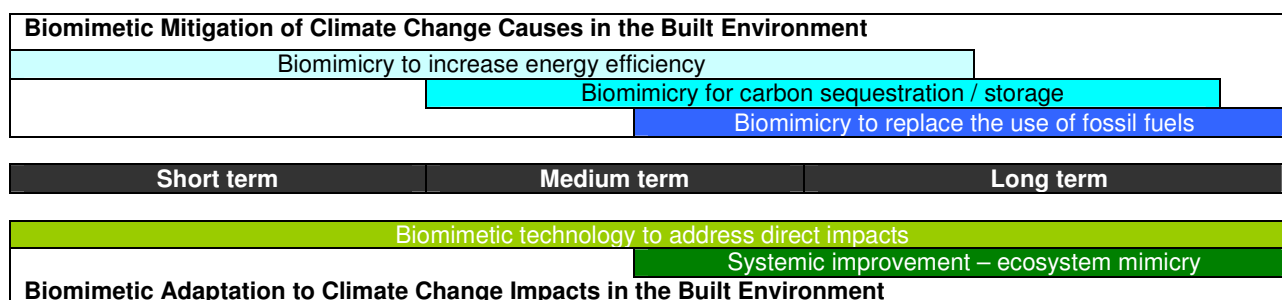 Biomimetic Mitigation of Climate Change Causes in the Built Environment
Biomimicry to increase energy efficiency
Biomimicry for carbon sequestration / storage
Biomimicry to replace the use of fossil fuels
Short term Medium term Long term
Biomimetic technology to address direct impacts
Systemic improvement – ecosystem mimicry
Biomimetic Adaptation to Climate Change Impacts in the Built Environment